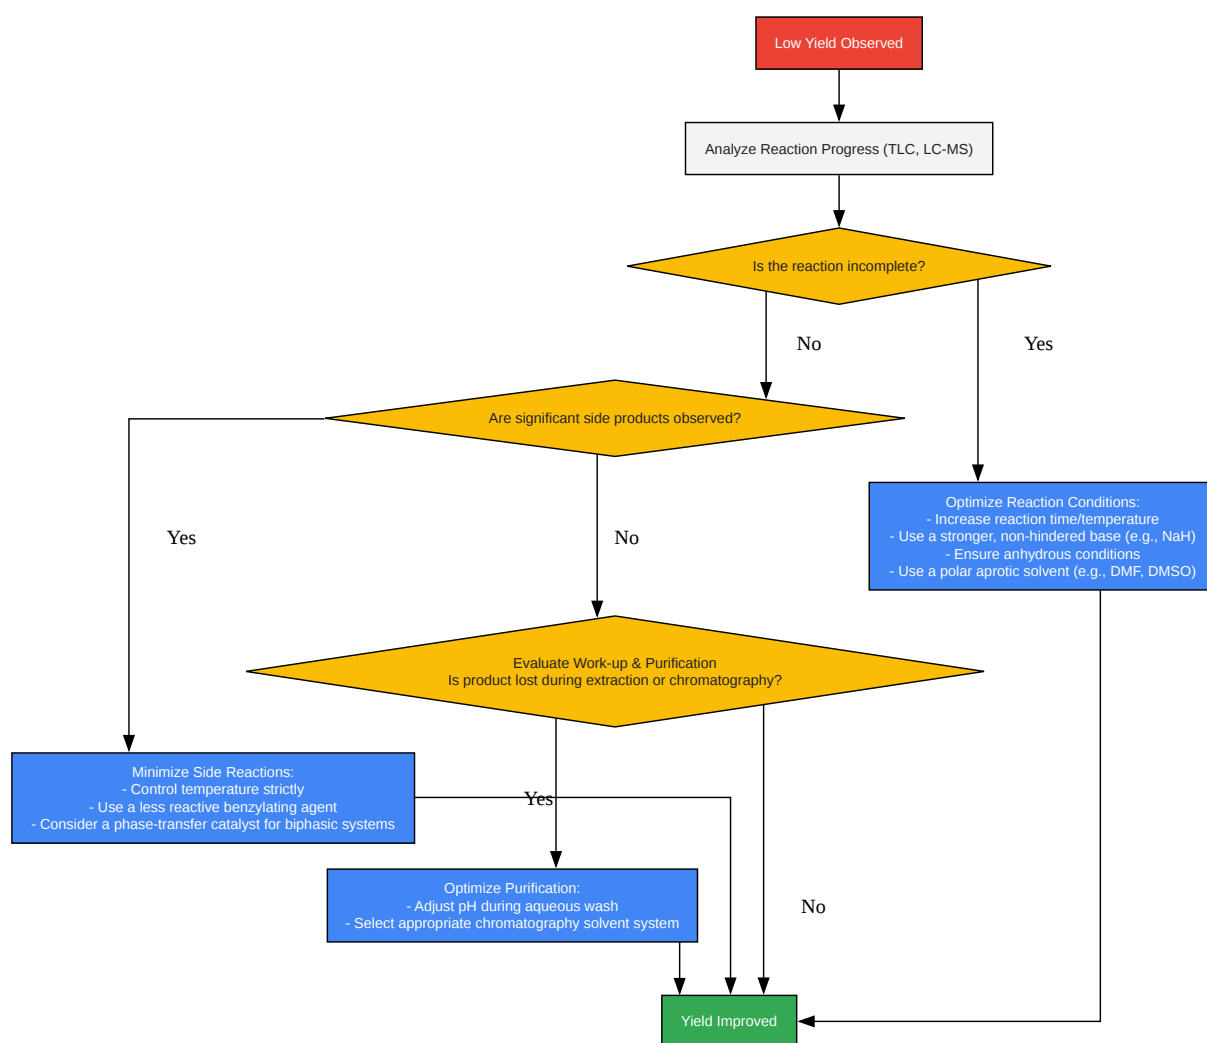 Low Yield Observed
Analyze Reaction Progress (TLC, LC-MS)
Is the reaction incomplete?
No
Yes
Are significant side products observed?
Yes
No
Optimize Reaction Conditions:
- Increase reaction time/temperature
- Use a stronger, non-hindered base (e.g., NaH)
- Ensure anhydrous conditions
- Use a polar aprotic solvent (e.g., DMF, DMSO)
Evaluate Work-up & Purification
Is product lost during extraction or chromatography?
Minimize Side Reactions:
- Control temperature strictly
- Use a less reactive benzylating agent
- Consider a phase-transfer catalyst for biphasic systems
Yes
No
Optimize Purification:
- Adjust pH during aqueous wash
- Select appropriate chromatography solvent system
Yield Improved